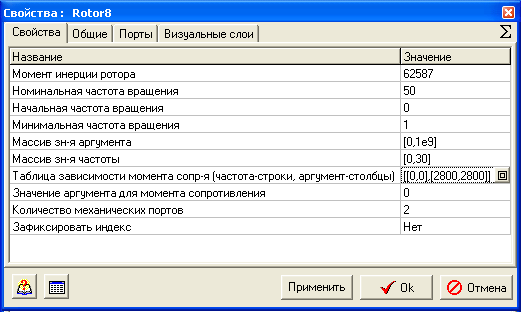 Свойства: Rotor8
Свойства Общие Порты Визуальные слои Σ
Название Значение
Момент инерции ротора 62587
Номинальная частота вращения 50
Начальная частота вращения 0
Минимальная частота вращения 1
Массив зн-я аргумента [0,1e9]
Массив зн-я частоты [0,30]
Таблица зависимости момента сопр-я (частота-строки, аргумент-столбцы) [[0,0],[2800,2800]]
Значение аргумента для момента сопротивления 0
Количество механических портов 2
Зафиксировать индекс Нет
Применить Ok Отмена